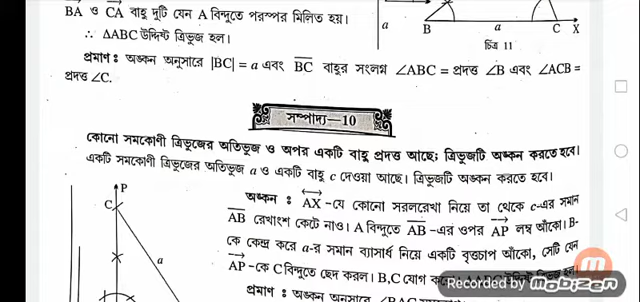 BA ও CA বাহু দুটি যেন A বিন্দুতে পরস্পর মিলিত হয়।
∴ ΔABC উদ্দিষ্ট ত্রিভুজ হল।
a
B
a
C
X
চিত্র 11
প্রমাণ : অঙ্কন অনুসারে |BC| = a এবং BC বাহুর সংলগ্ন ∠ABC = প্রদত্ত ∠B এবং ∠ACB =
প্রদত্ত ∠C.
সম্পাদ্য—10
কোনো সমকোণী ত্রিভুজের অতিভুজ ও অপর একটি বাহু প্রদত্ত আছে; ত্রিভুজটি অঙ্কন করতে হবে।
একটি সমকোণী ত্রিভুজের অতিভুজ a ও একটি বাহু c দেওয়া আছে। ত্রিভুজটি অঙ্কন করতে হবে।
P
C
a
অঙ্কন : AX-যে কোনো সরলরেখা নিয়ে তা থেকে c-এর সমান
AB রেখাংশ কেটে নাও। A বিন্দুতে AB-এর ওপর AP লম্ব আঁকো। B-
কে কেন্দ্র করে a-র সমান ব্যাসার্ধ নিয়ে একটি বৃত্তচাপ আঁকো, সেটি যেন
AP-কে C বিন্দুতে ছেদ করল। B, C যোগ
প্রমাণ : অঙ্কন অনুসারে
Recorded by
mobizen